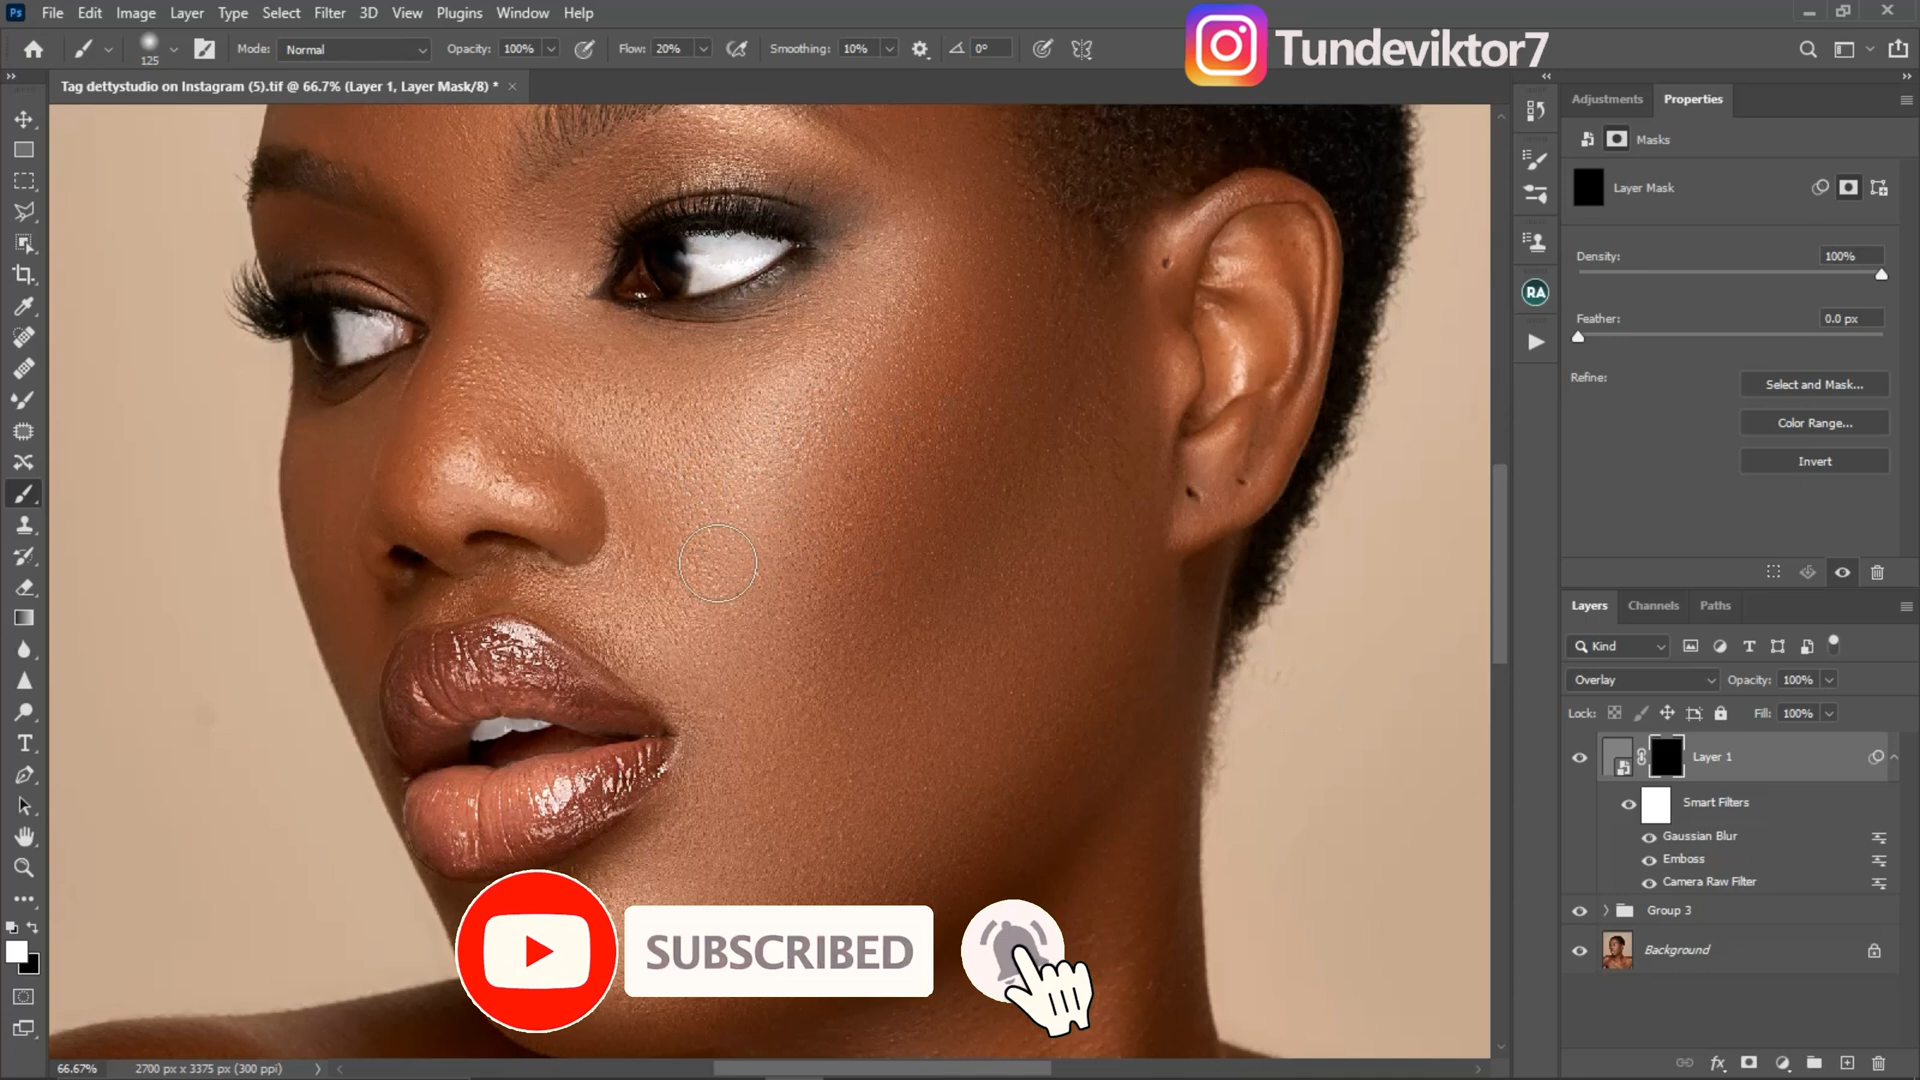 Ps File Edit Image Layer Type Select Filter 3D View Plugins Window Help
125 Mode: Normal Opacity: 100% Flow: 20% Smoothing: 10% 0°
Tundeviktor7
Tag dettystudio on Instagram (5).tif @ 66.7% (Layer 1, Layer Mask/8) *
Adjustments Properties
Masks
Layer Mask
Density: 100%
Feather: 0.0 px
Refine: Select and Mask...
Color Range...
Invert
RA
Layers Channels Paths
Kind
Overlay Opacity: 100%
Lock: Fill: 100%
Layer 1
Smart Filters
Gaussian Blur
Emboss
Camera Raw Filter
Group 3
Background
SUBSCRIBED
66.67% 2700 px x 3375 px (300 ppi)